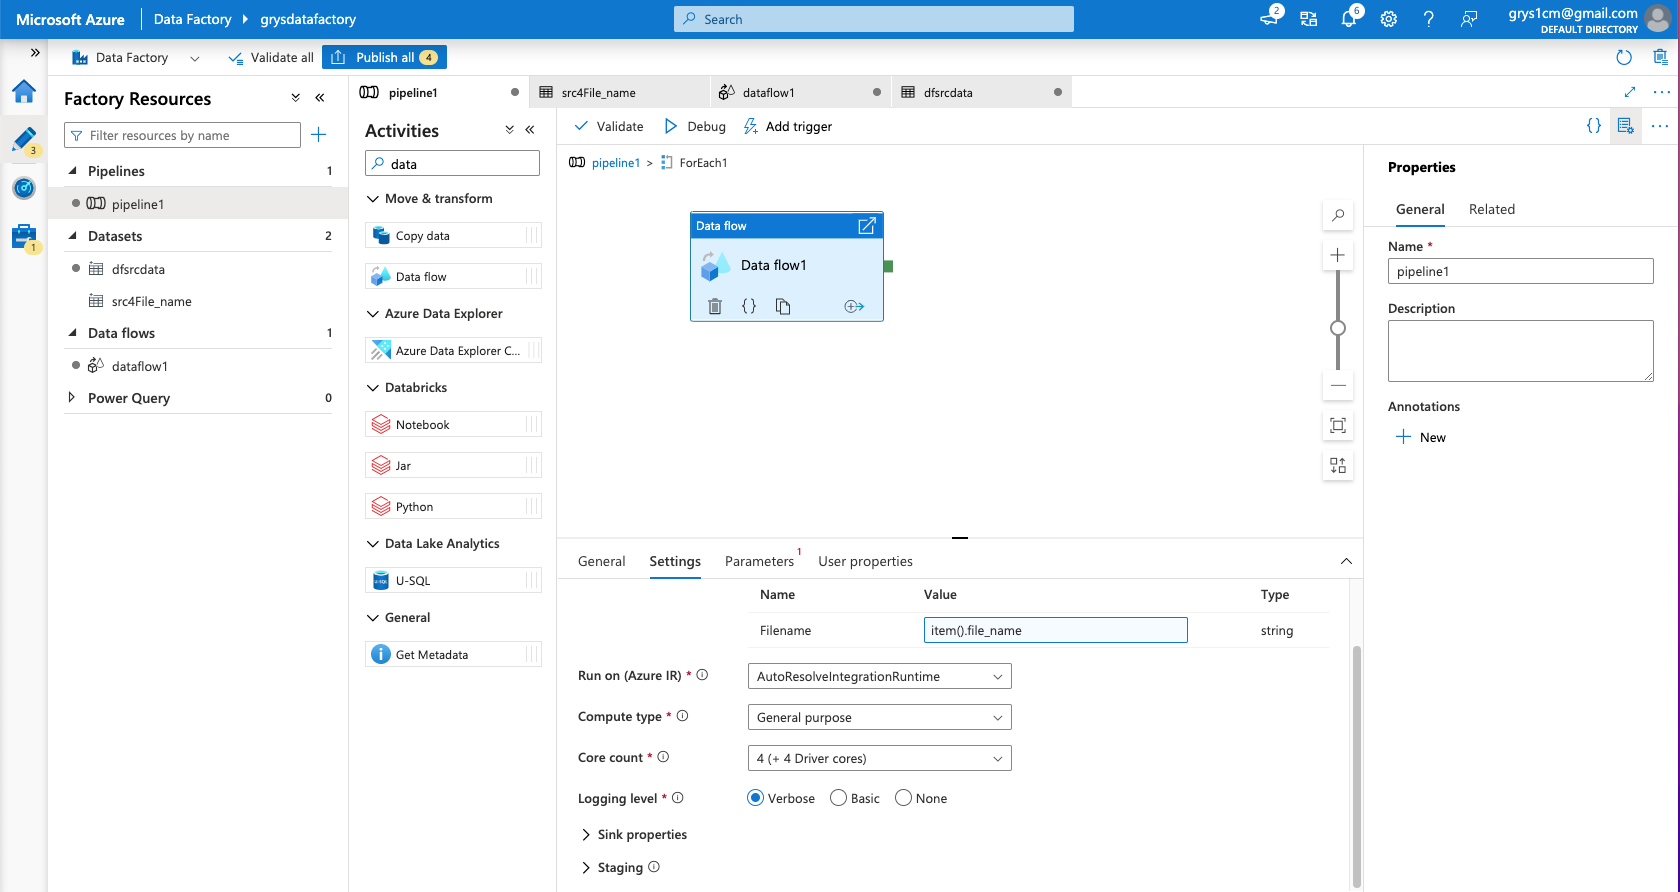 Microsoft Azure
Data Factory
grysdatafactory
Search
2
6
grys1cm@gmail.com
DEFAULT DIRECTORY
Data Factory
Validate all
Publish all
4
3
1
Factory Resources
Filter resources by name
Pipelines
1
pipeline1
Datasets
2
dfsrcdata
src4File_name
Data flows
1
dataflow1
Power Query
0
pipeline1
src4File_name
dataflow1
dfsrcdata
Activities
data
Move & transform
Copy data
Data flow
Azure Data Explorer
Azure Data Explorer C...
Databricks
Notebook
Jar
Python
Data Lake Analytics
U-SQL
General
Get Metadata
Validate
Debug
Add trigger
pipeline1 > ForEach1
Data flow
Data flow1
General
Settings
Parameters
1
User properties
Name
Value
Type
Filename
item().file_name
string
Run on (Azure IR) *
AutoResolveIntegrationRuntime
Compute type *
General purpose
Core count *
4 (+ 4 Driver cores)
Logging level *
Verbose
Basic
None
Sink properties
Staging
Properties
General
Related
Name *
pipeline1
Description
Annotations
New